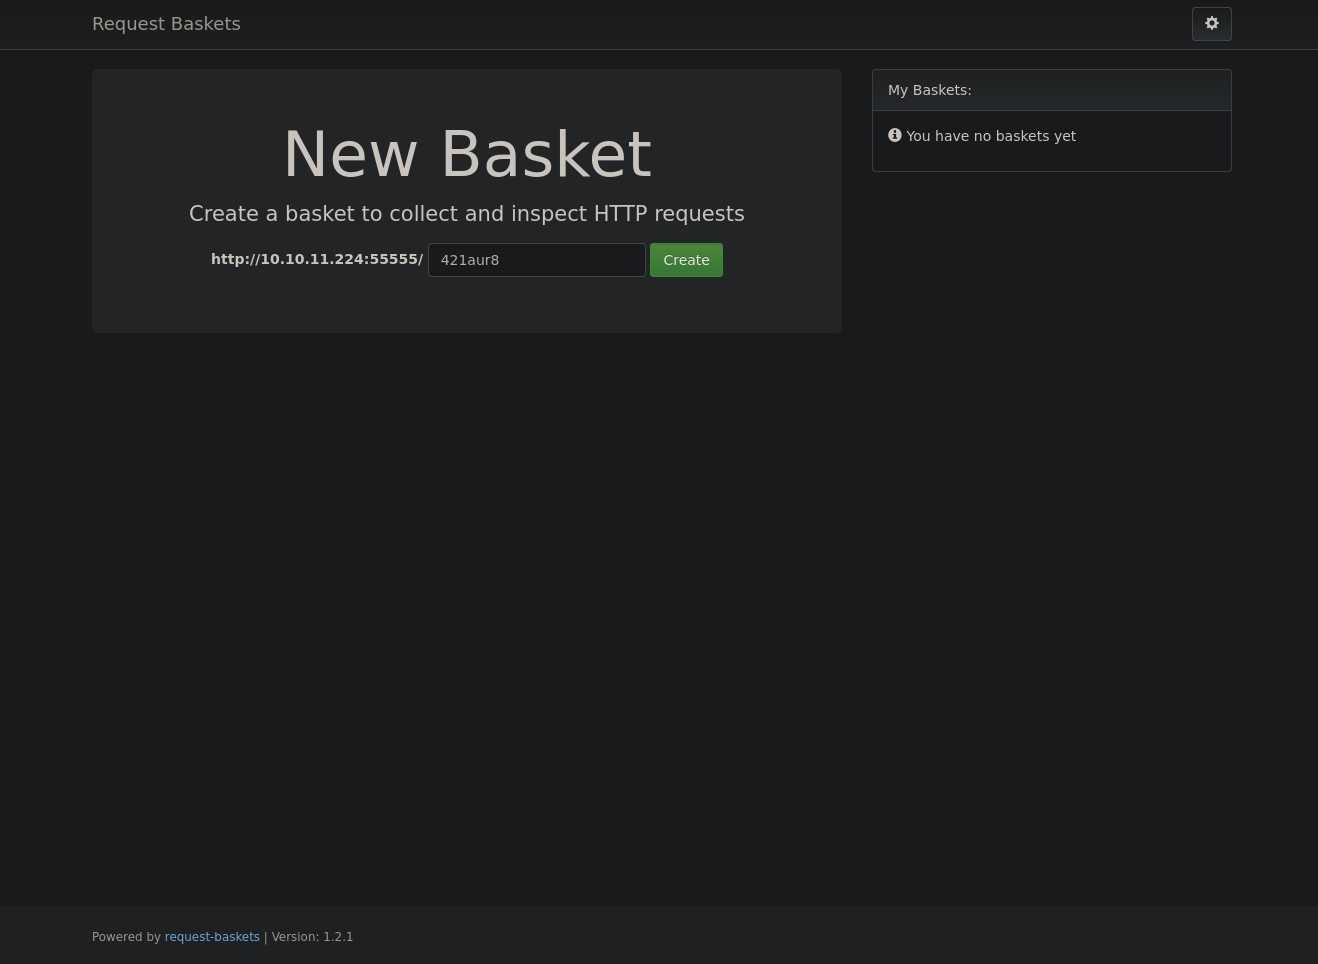 Request Baskets
New Basket
Create a basket to collect and inspect HTTP requests
http://10.10.11.224:55555/ 421aur8 Create
My Baskets:
You have no baskets yet
Powered by request-baskets | Version: 1.2.1